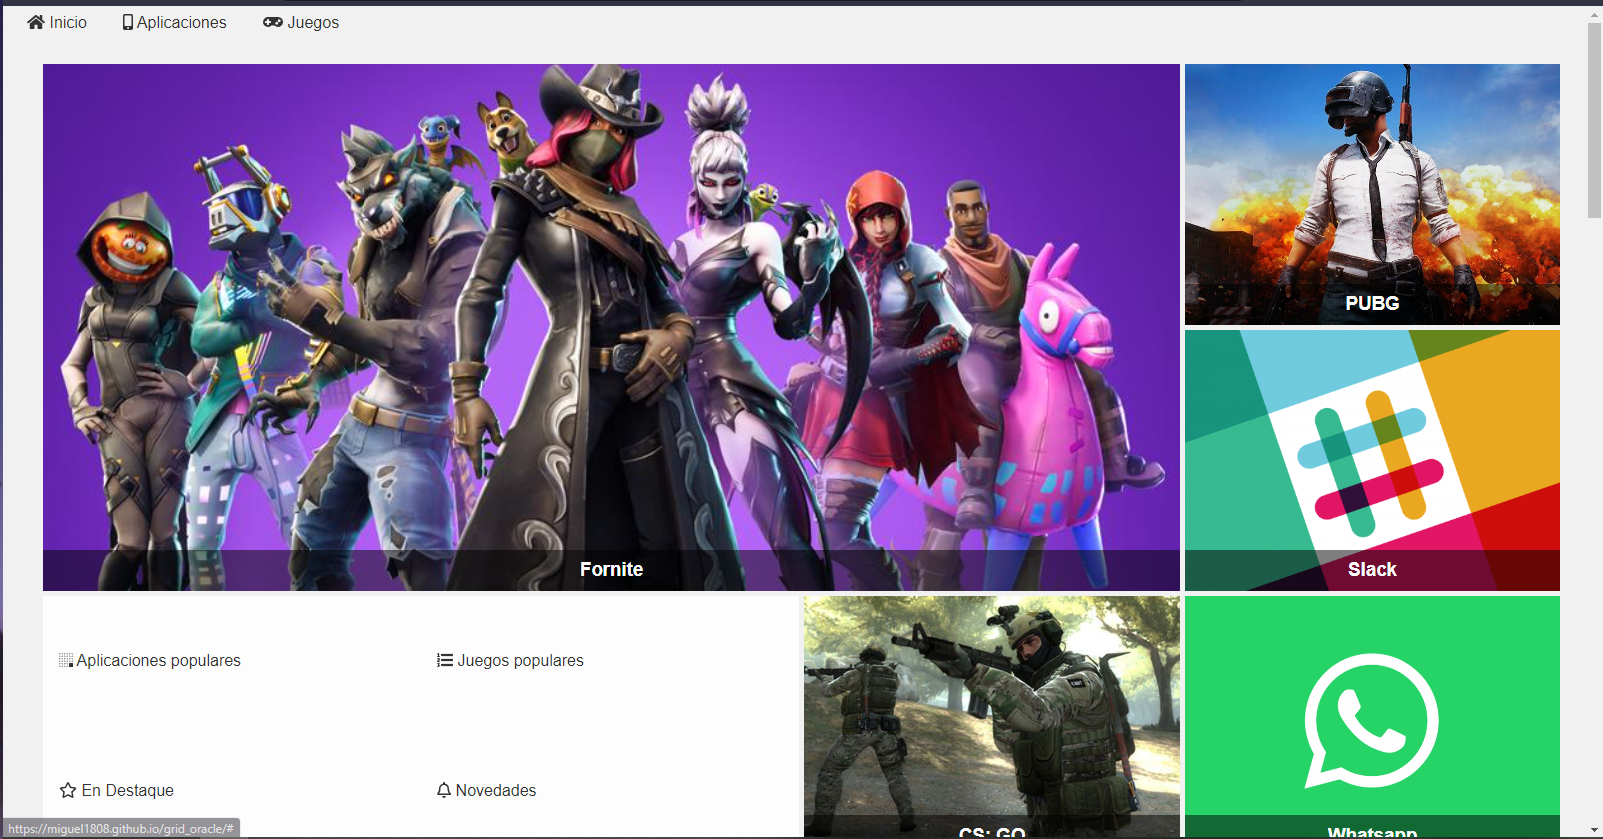 Inicio
Aplicaciones
Juegos
PUBG
Fornite
Slack
Aplicaciones populares
Juegos populares
En Destaque
Novedades
CS: GO
Whatsapp
https://miguel1808.github.io/grid_oracle/#